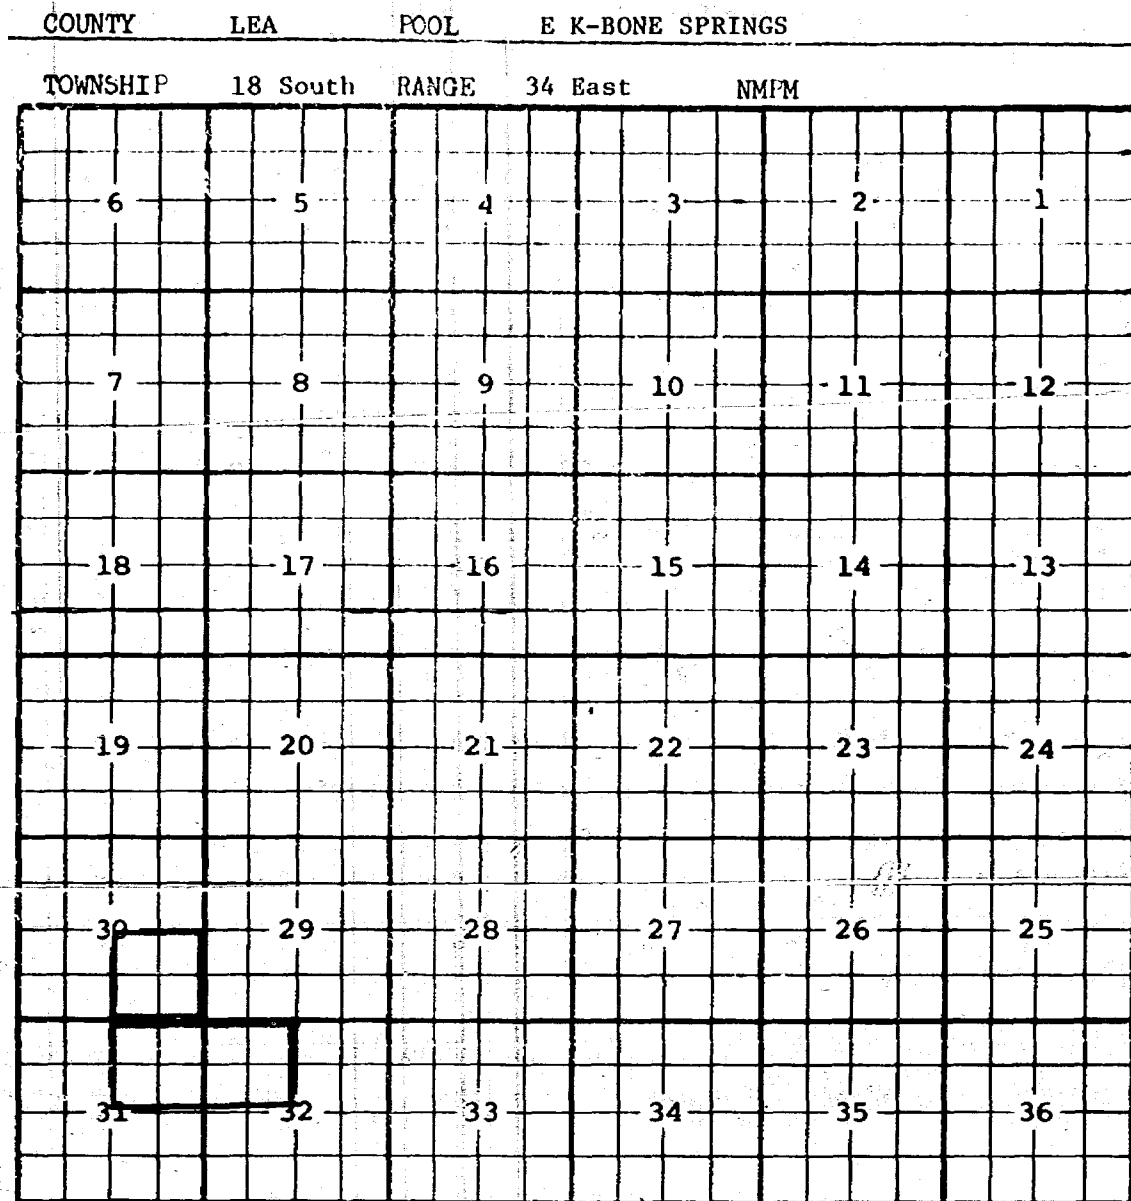 COUNTY LEA POOL E K-BONE SPRINGS
TOWNSHIP 18 South RANGE 34 East NMPM
6 5 4 3 2 1
7 8 9 10 11 12
18 17 16 15 14 13
19 20 21 22 23 24
30 29 28 27 26 25
31 32 33 34 35 36